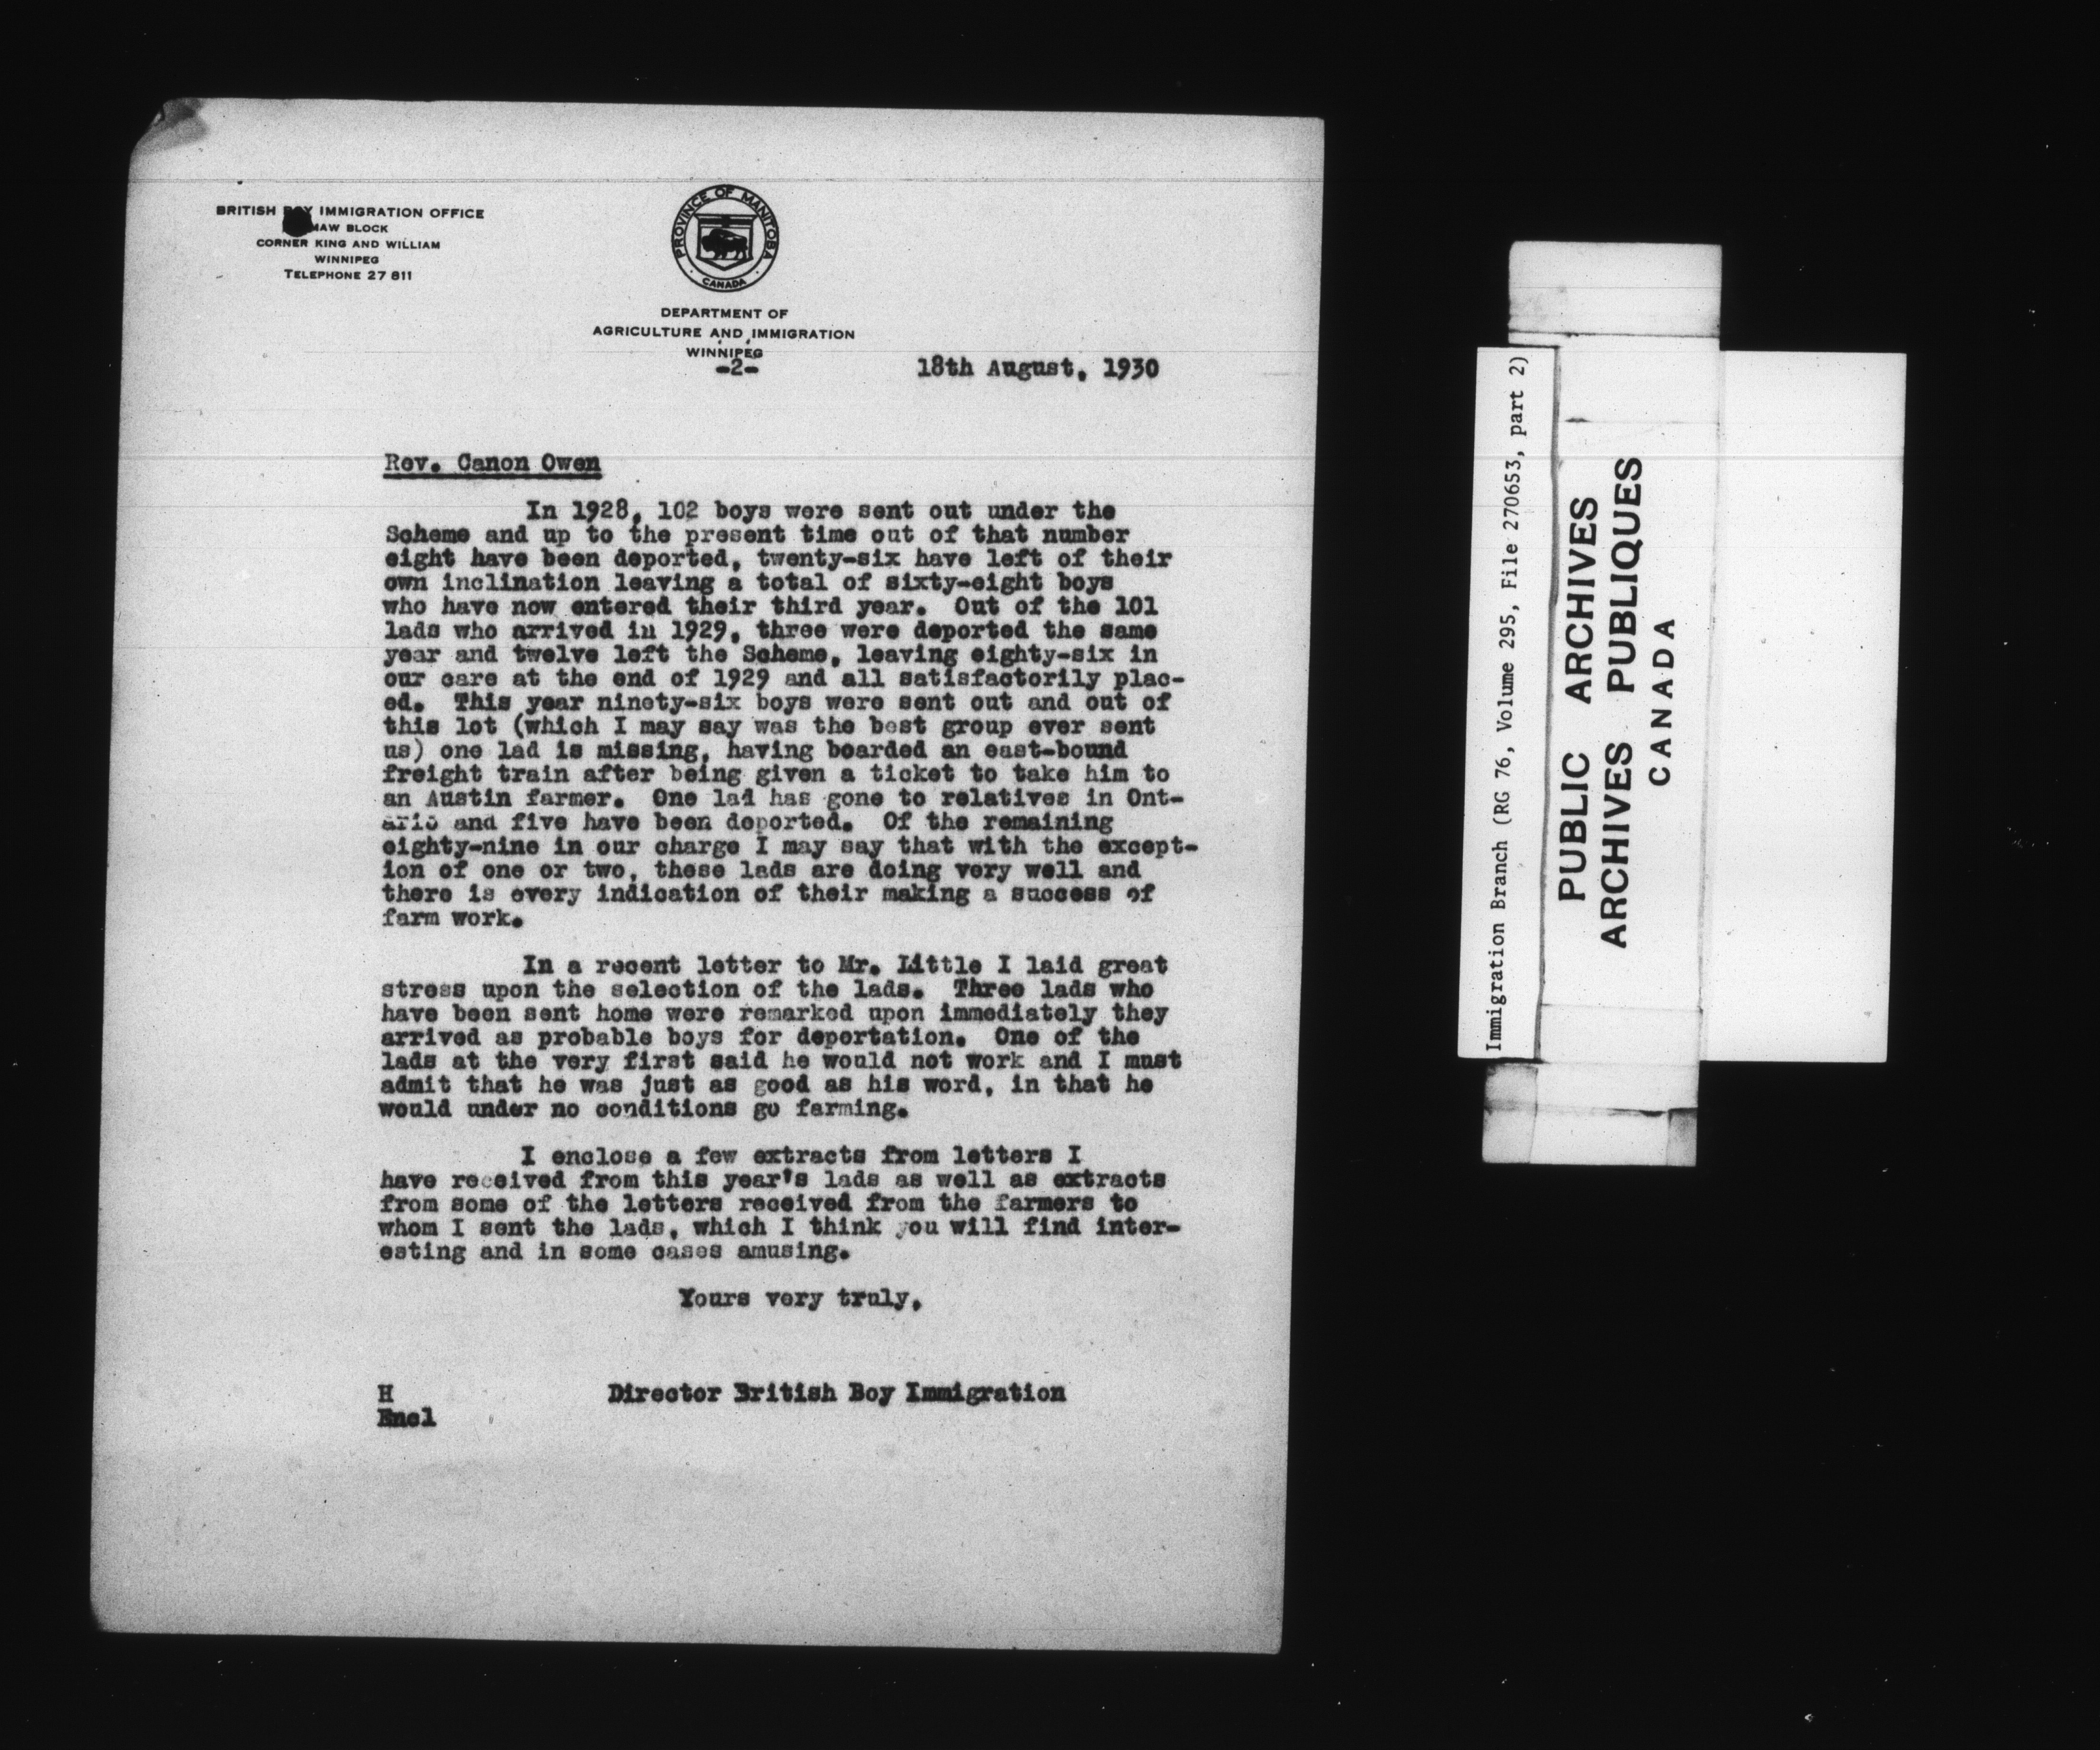 BRITISH BOY IMMIGRATION OFFICE
BLOCK
CORNER KING AND WILLIAM
WINNIPEG
TELEPHONE 27 811
PROVINCE OF MANITOBA
CANADA
DEPARTMENT OF
AGRICULTURE AND IMMIGRATION
WINNIPEG
-2-
18th August, 1930
Rev. Canon Owen
In 1928, 102 boys were sent out under the
Scheme and up to the present time out of that number
eight have been deported, twenty-six have left of their
own inclination leaving a total of sixty-eight boys
who have now entered their third year. Out of the 101
lads who arrived in 1929, three were deported the same
year and twelve left the Scheme, leaving eighty-six in
our care at the end of 1929 and all satisfactorily plac-
ed. This year ninety-six boys were sent out and out of
this lot (which I may say was the best group ever sent
us) one lad is missing, having boarded an east-bound
freight train after being given a ticket to take him to
an Austin farmer. One lad has gone to relatives in Ont-
ario and five have been deported. Of the remaining
eighty-nine in our charge I may say that with the except-
ion of one or two, these lads are doing very well and
there is every indication of their making a success of
farm work.
In a recent letter to Mr. Little I laid great
stress upon the selection of the lads. Three lads who
have been sent home were remarked upon immediately they
arrived as probable boys for deportation. One of the
lads at the very first said he would not work and I must
admit that he was just as good as his word, in that he
would under no conditions go farming.
I enclose a few extracts from letters I
have received from this year's lads as well as extracts
from some of the letters received from the farmers to
whom I sent the lads, which I think you will find inter-
esting and in some cases amusing.
Yours very truly,
H
Director British Boy Immigration
Encl
Immigration Branch (RG 76, Volume 295, File 270653, part 2)
PUBLIC ARCHIVES
ARCHIVES PUBLIQUES
CANADA